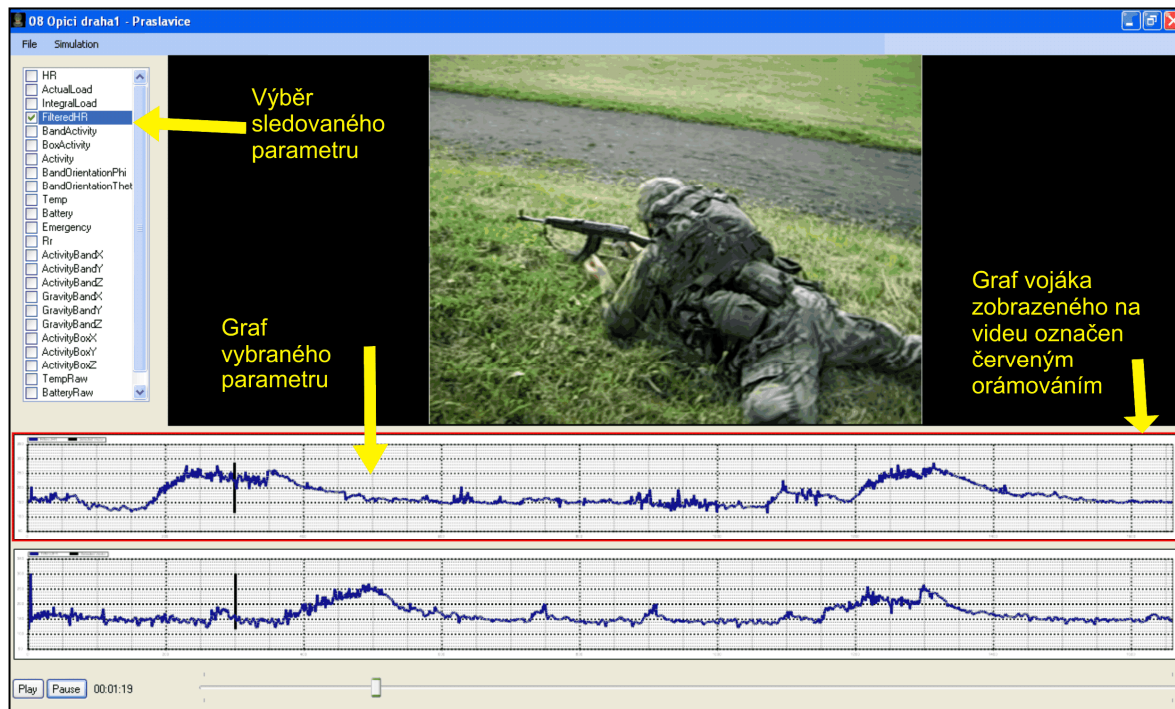 08 Opici draha1 - Praslavice
File Simulation
HR
ActualLoad
IntegralLoad
FilteredHR
BandActivity
BoxActivity
Activity
BandOrientationPhi
BandOrientationThet
Temp
Battery
Emergency
Rr
ActivityBandX
ActivityBandY
ActivityBandZ
GravityBandX
GravityBandY
GravityBandZ
ActivityBoxX
ActivityBoxY
ActivityBoxZ
TempRaw
BatteryRaw
Výběr
sledovaného
parametru
Graf
vybraného
parametru
Graf vojáka
zobrazeného na
videu označen
červeným
orámováním
Play Pause 00:01:19